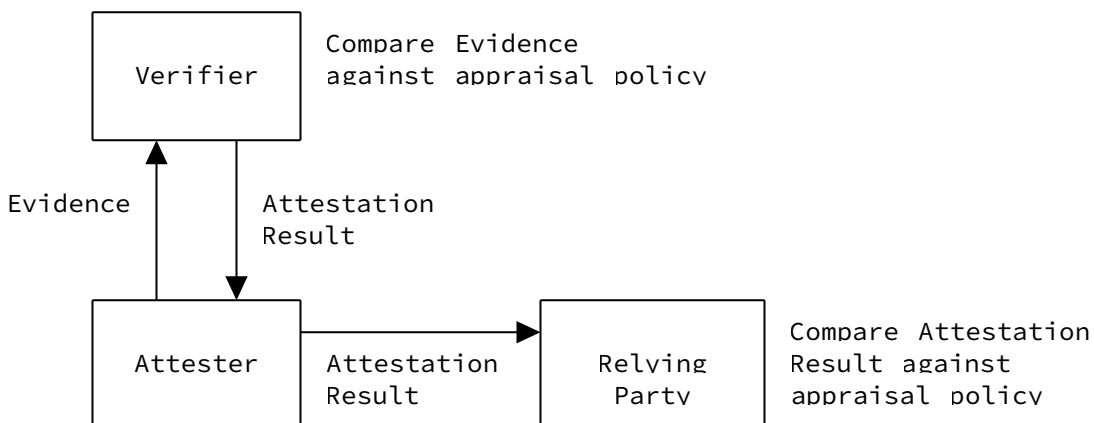 Compare Evidence
against appraisal policy
Verifier
Evidence
Attestation
Result
Attester
Attestation
Result
Relying
Party
Compare Attestation
Result against
appraisal policy